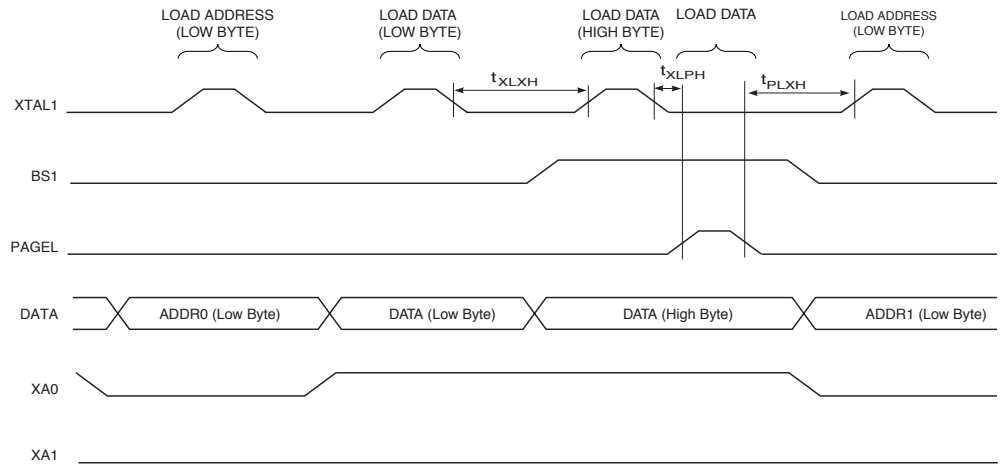 LOAD ADDRESS
(LOW BYTE)
LOAD DATA
(LOW BYTE)
LOAD DATA
(HIGH BYTE)
LOAD DATA
LOAD ADDRESS
(LOW BYTE)
tXLXH
tXLPH
tPLXH
XTAL1
BS1
PAGEL
DATA
ADDR0 (Low Byte)
DATA (Low Byte)
DATA (High Byte)
ADDR1 (Low Byte)
XA0
XA1